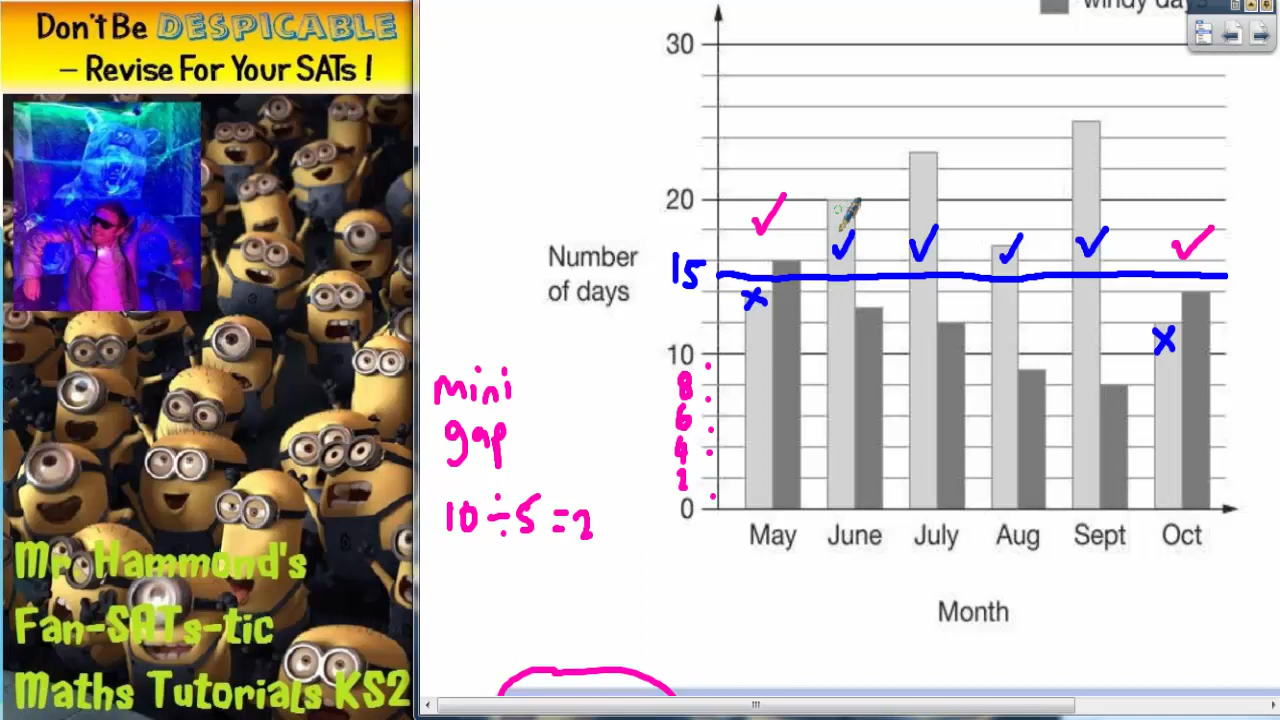 Don't Be DESPICABLE
– Revise For Your SATs !
Mr. Hammond's
Fan-SATs-tic
Maths Tutorials KS2
windy days
30
20
15
10
8
6
4
2
0
Number
of days
mini
gap
10÷5=2
May June July Aug Sept Oct
Month